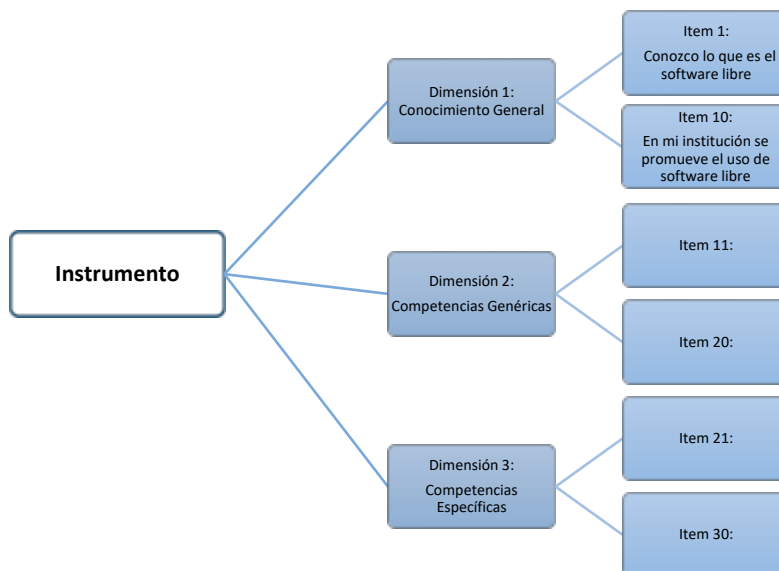 Instrumento
Dimensión 1:
Conocimiento General
Item 1:
Conozco lo que es el
software libre
Item 10:
En mi institución se
promueve el uso de
software libre
Dimensión 2:
Competencias Genéricas
Item 11:
Item 20:
Dimensión 3:
Competencias
Específicas
Item 21:
Item 30: